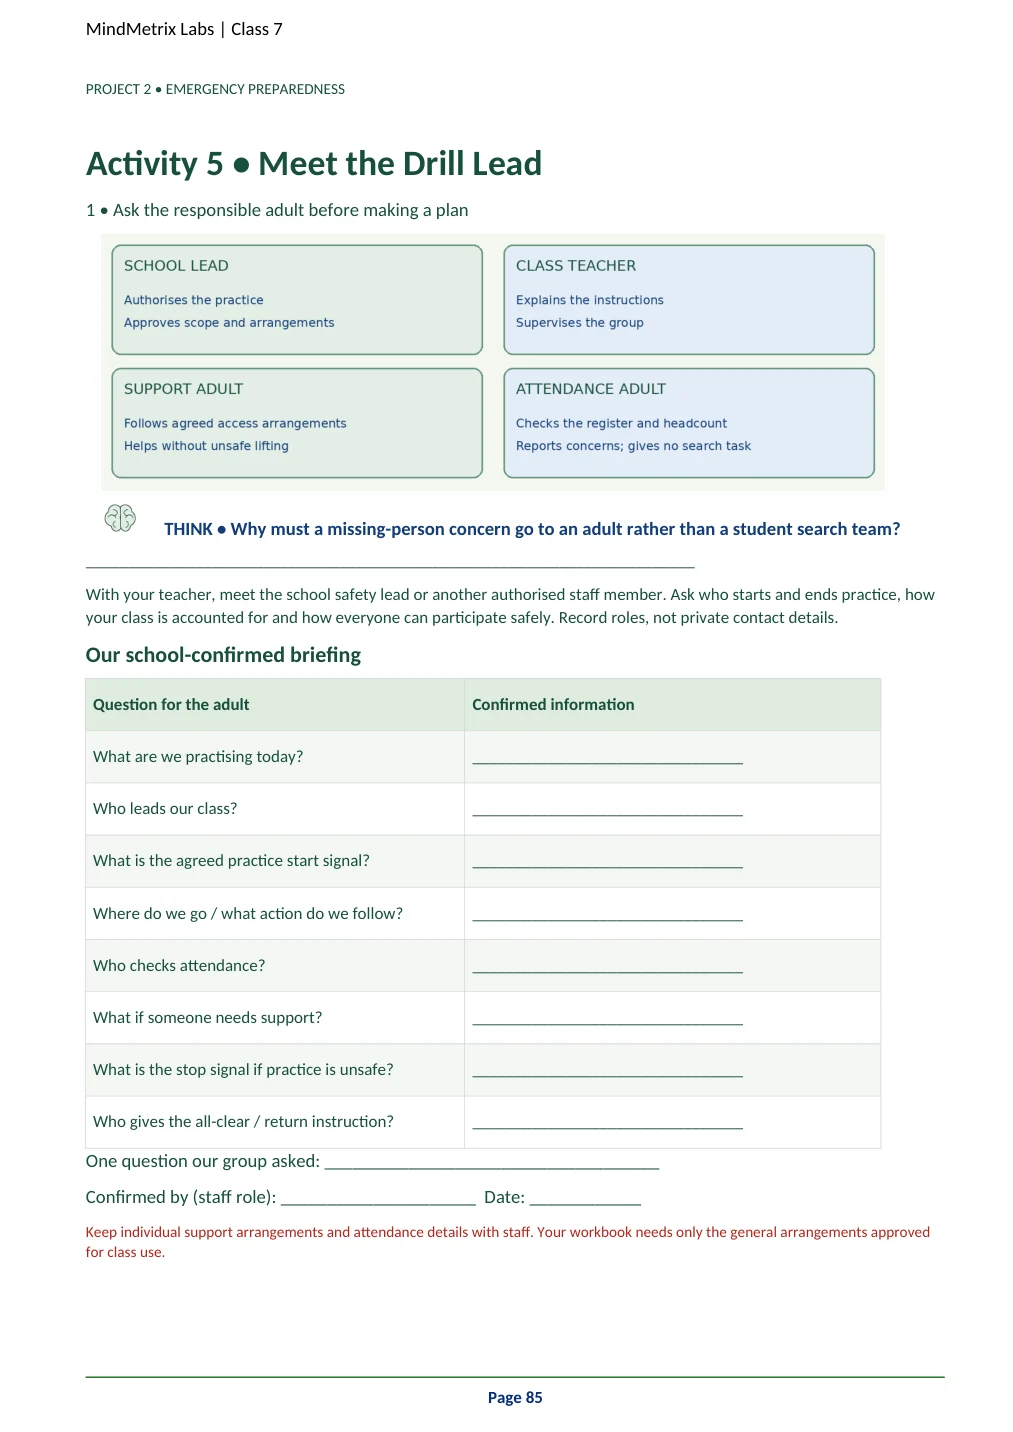 MindMetrix Labs | Class 7
PROJECT 2 • EMERGENCY PREPAREDNESS
Activity 5 • Meet the Drill Lead
1 • Ask the responsible adult before making a plan
SCHOOL LEAD
Authorises the practice
Approves scope and arrangements
CLASS TEACHER
Explains the instructions
Supervises the group
SUPPORT ADULT
Follows agreed access arrangements
Helps without unsafe lifting
ATTENDANCE ADULT
Checks the register and headcount
Reports concerns; gives no search task
THINK • Why must a missing-person concern go to an adult rather than a student search team?
With your teacher, meet the school safety lead or another authorised staff member. Ask who starts and ends practice, how
your class is accounted for and how everyone can participate safely. Record roles, not private contact details.
Our school-confirmed briefing
Question for the adult
Confirmed information
What are we practising today?
Who leads our class?
What is the agreed practice start signal?
Where do we go / what action do we follow?
Who checks attendance?
What if someone needs support?
What is the stop signal if practice is unsafe?
Who gives the all-clear / return instruction?
One question our group asked: ____________________________________
Confirmed by (staff role): _____________________ Date: ____________
Keep individual support arrangements and attendance details with staff. Your workbook needs only the general arrangements approved
for class use.
Page 85